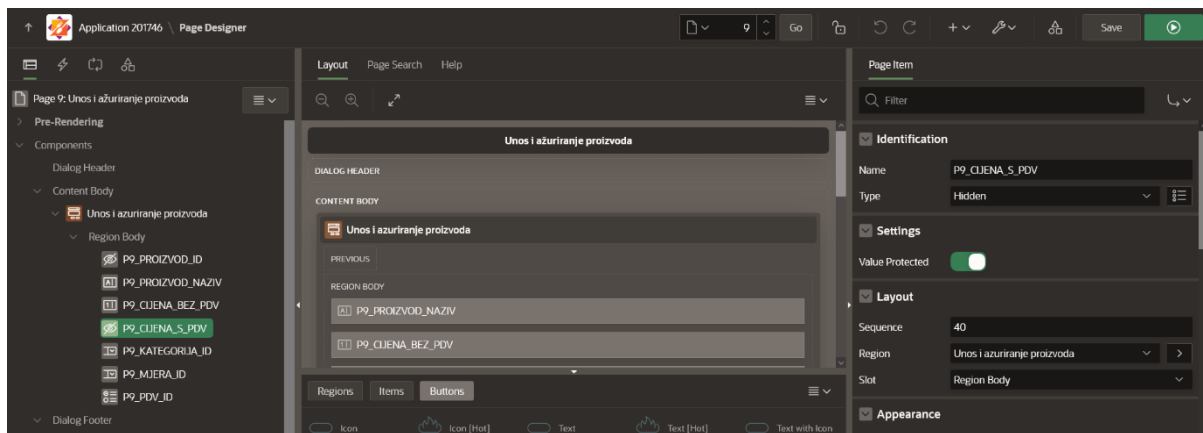 Application 201746 \ Page Designer
9
Go
Save
Page 9: Unos i ažuriranje proizvoda
Pre-Rendering
Components
Dialog Header
Content Body
Unos i azuriranje proizvoda
Region Body
P9_PROIZVOD_ID
P9_PROIZVOD_NAZIV
P9_CIJENA_BEZ_PDV
P9_CIJENA_S_PDV
P9_KATEGORIJA_ID
P9_MJERA_ID
P9_PDV_ID
Dialog Footer
Layout Page Search Help
Unos i ažuriranje proizvoda
DIALOG HEADER
CONTENT BODY
Unos i azuriranje proizvoda
PREVIOUS
REGION BODY
P9_PROIZVOD_NAZIV
P9_CIJENA_BEZ_PDV
Regions Items Buttons
Icon Icon [Hot] Text Text [Hot] Text with Icon
Page Item
Filter
Identification
Name P9_CIJENA_S_PDV
Type Hidden
Settings
Value Protected
Layout
Sequence 40
Region Unos i azuriranje proizvoda
Slot Region Body
Appearance